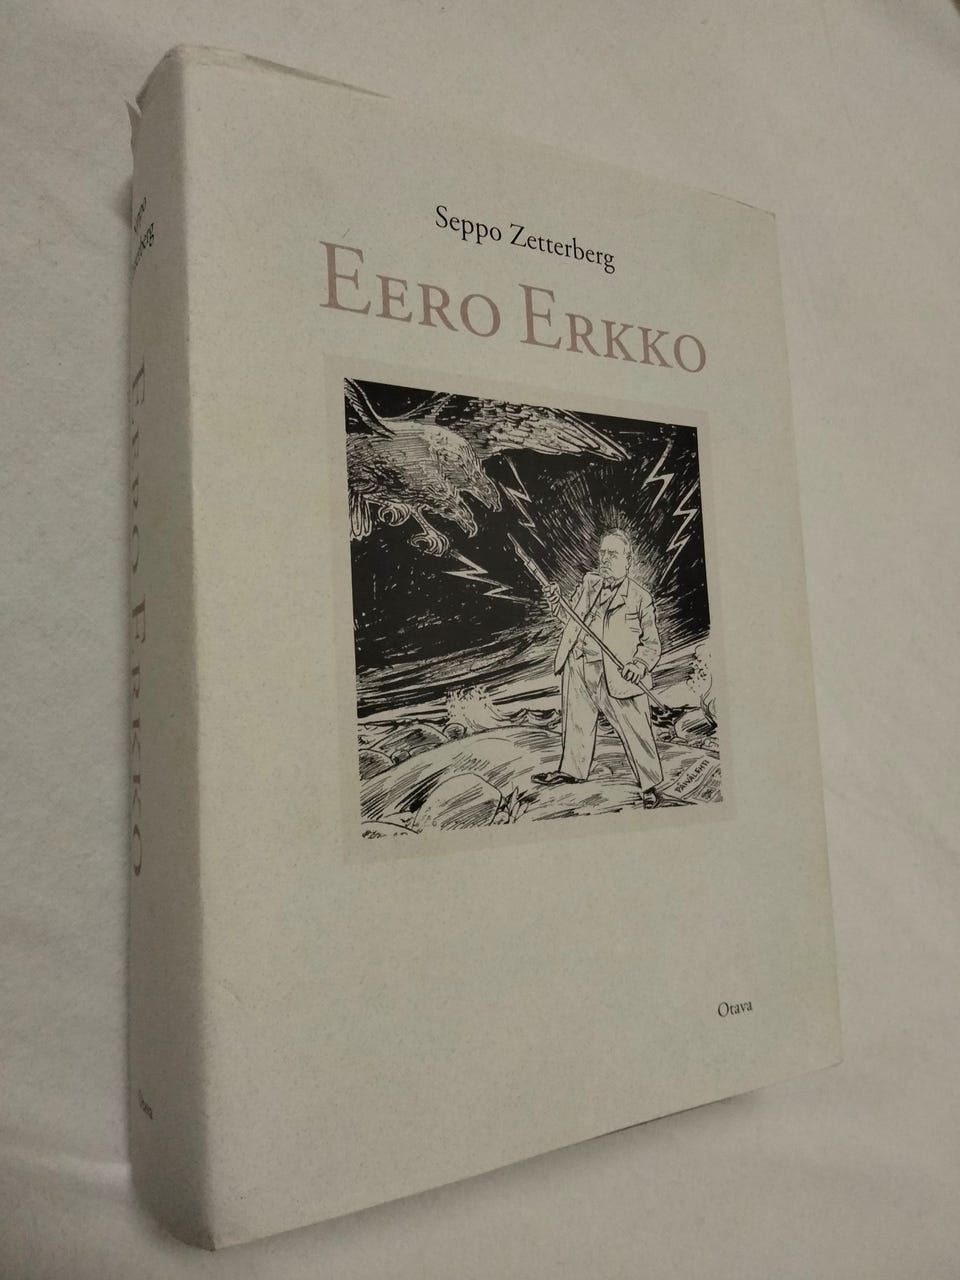 Seppo Zetterberg
EERO ERKKO
PÄIVÄLEHTI
Otava
EERO ERKKO
Otava